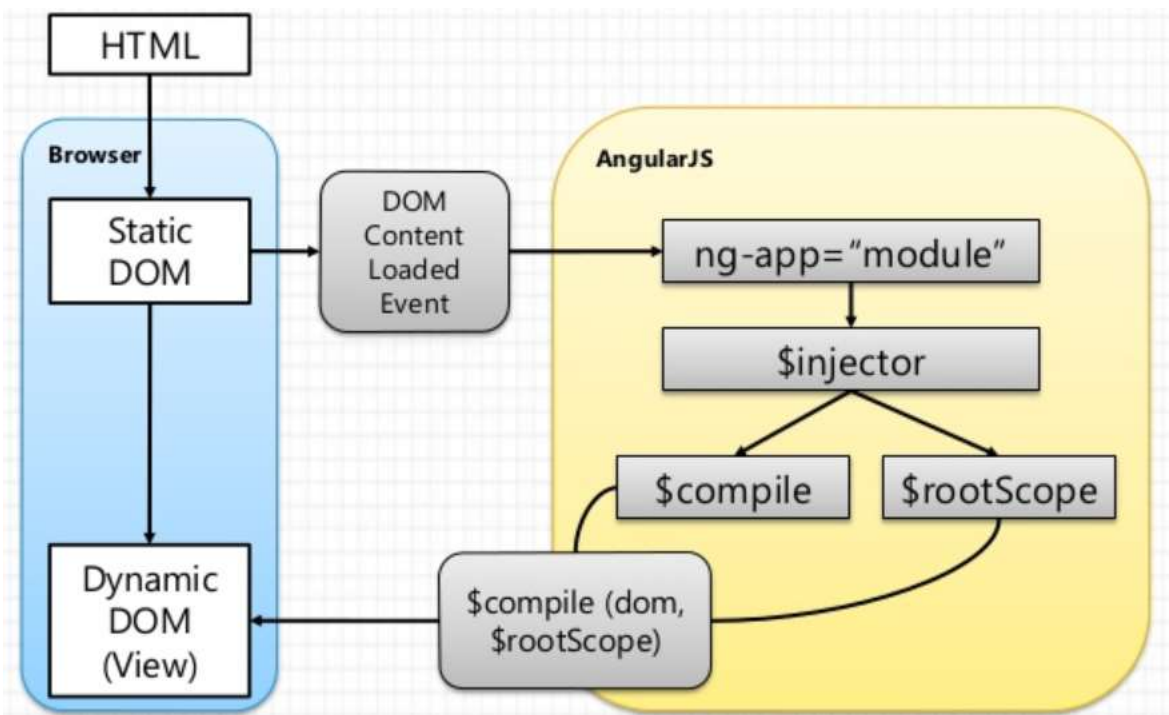 HTML
Browser
AngularJS
Static
DOM
DOM
Content
Loaded
Event
ng-app=“module”
$injector
$compile
$rootScope
Dynamic
DOM
(View)
$compile (dom,
$rootScope)